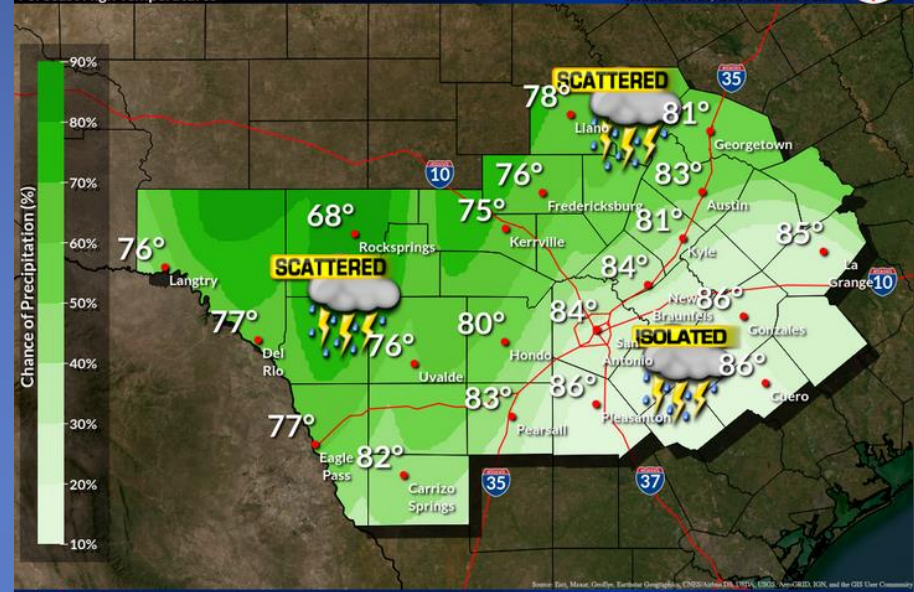 Chance of Precipitation (%)
90%
80%
70%
60%
50%
40%
30%
20%
10%
SCATTERED
35
78°
81°
Llano
Georgetown
10
76°
83°
75°
Fredericksburg
Austin
68°
81°
85°
Kerrville
76°
Rocksprings
Kyle
SCATTERED
84°
La
Grange
10
Langtry
86°
New
Braunfels
77°
80°
84°
Gonzales
76°
ISOLATED
Del
Rio
Hondo
San
Antonio
86°
Uvalde
83°
86°
Cuero
77°
Pearsall
Pleasanton
Eagle
Pass
82°
Carrizo
Springs
35
37